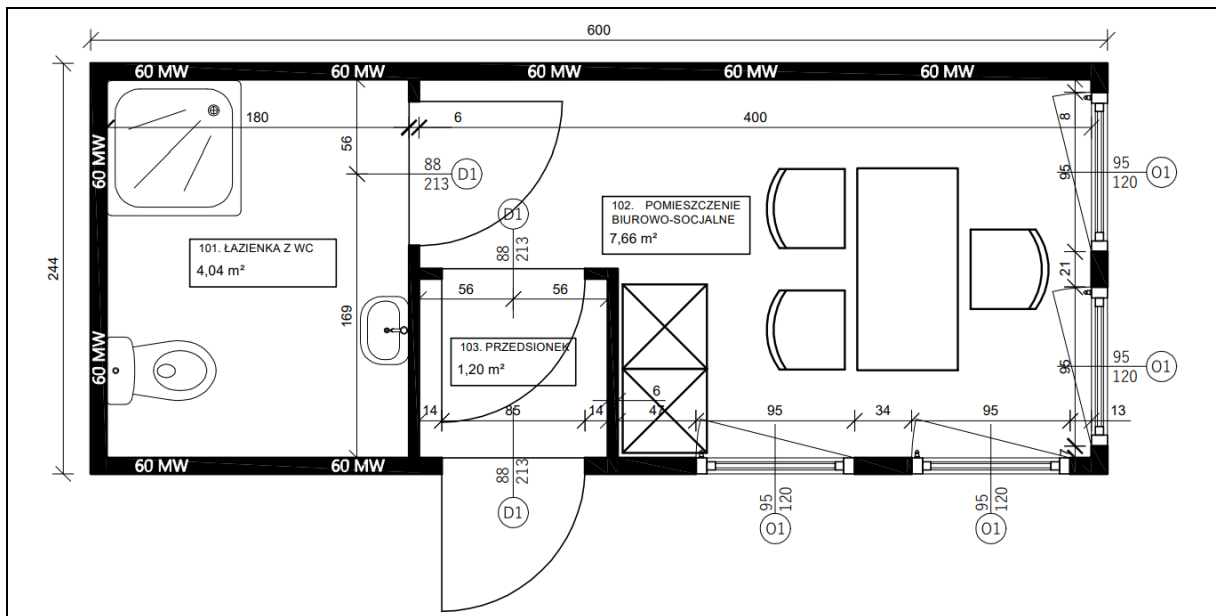 600
60 MW
60 MW
60 MW
60 MW
60 MW
180
6
400
8
56
60 MW
88
213
D1
95
95
120
O1
102. POMIESZCZENIE
BIUROWO-SOCJALNE
7,66 m²
D1
88
213
101. ŁAZIENKA Z WC
4,04 m²
244
21
56
56
169
103. PRZEDSIONEK
1,20 m²
60 MW
95
95
120
O1
6
14
85
14
47
95
34
95
13
7
60 MW
60 MW
88
213
D1
95
120
O1
95
120
O1